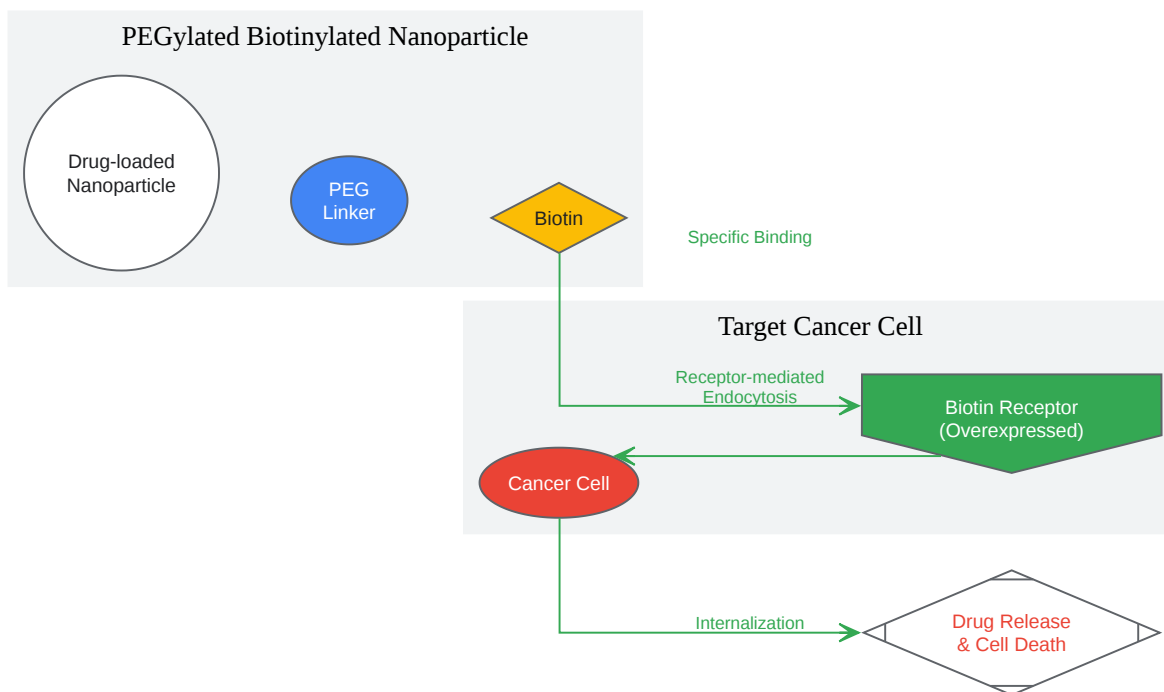 PEGylated Biotinylated Nanoparticle
Drug-loaded
Nanoparticle
PEG
Linker
Biotin
Specific Binding
Target Cancer Cell
Receptor-mediated
Endocytosis
Biotin Receptor
(Overexpressed)
Cancer Cell
Internalization
Drug Release
& Cell Death